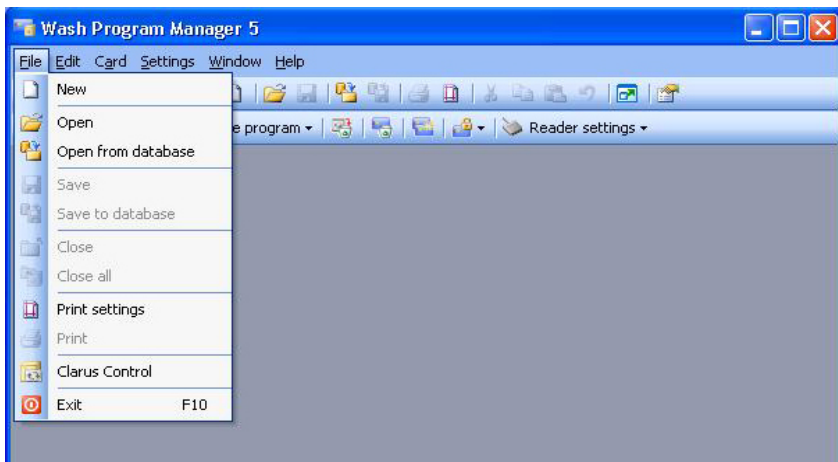 Wash Program Manager 5
File Edit Card Settings Window Help
New
Open
e program Reader settings
Open from database
Save
Save to database
Close
Close all
Print settings
Print
Clarus Control
Exit F10